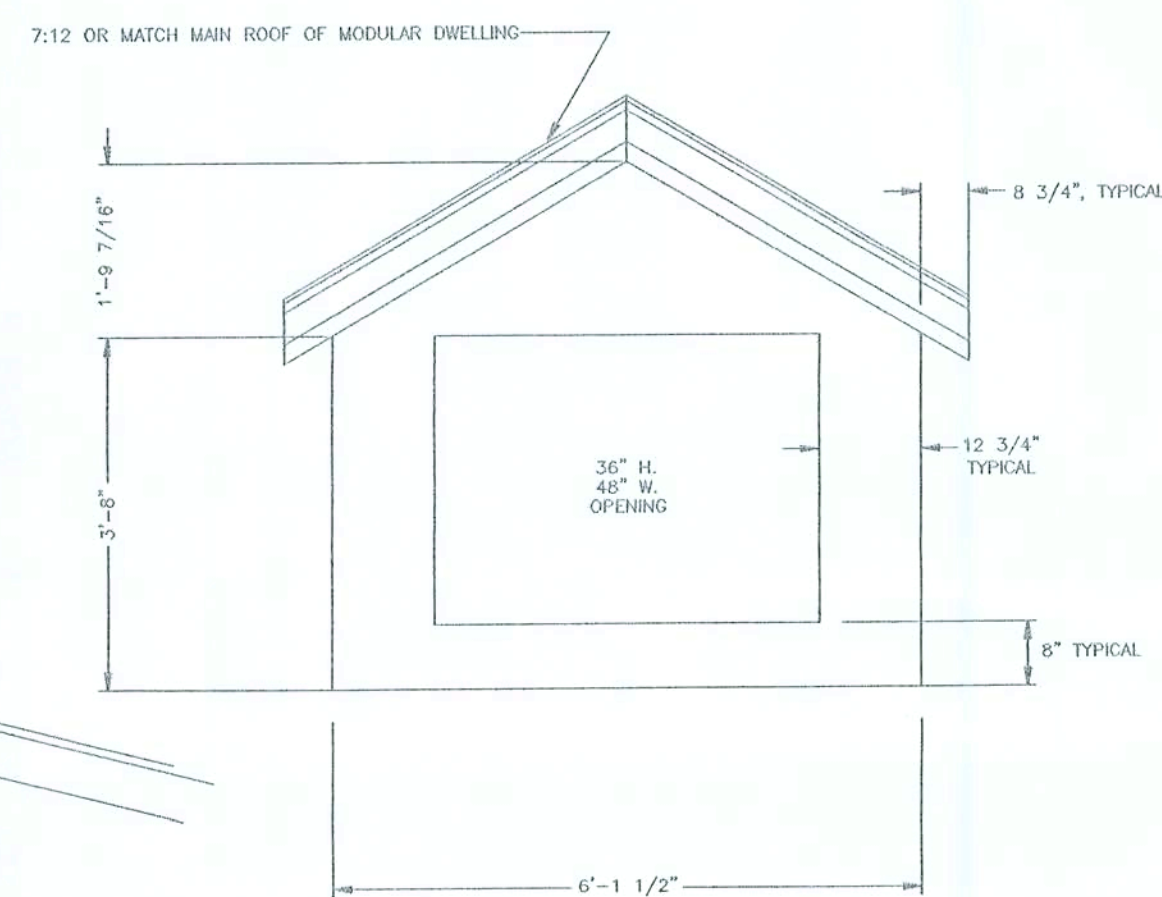 7:12 OR MATCH MAIN ROOF OF MODULAR DWELLING
1'-9 7/16"
8 3/4", TYPICAL
12 3/4"
TYPICAL
36" H.
48" W.
OPENING
3'-8"
8" TYPICAL
6'-1 1/2"